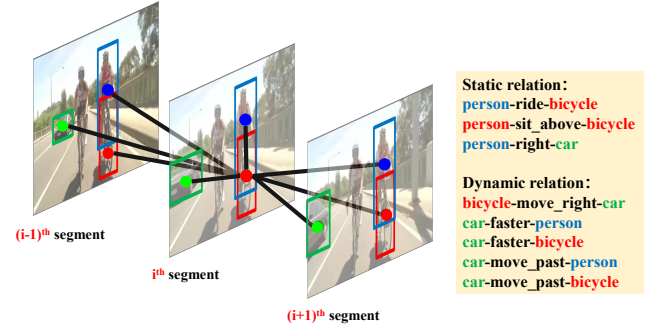 (i-1)th segment
ith segment
(i+1)th segment
Static relation:
person-ride-bicycle
person-sit_above-bicycle
person-right-car
Dynamic relation:
bicycle-move_right-car
car-faster-person
car-faster-bicycle
car-move_past-person
car-move_past-bicycle